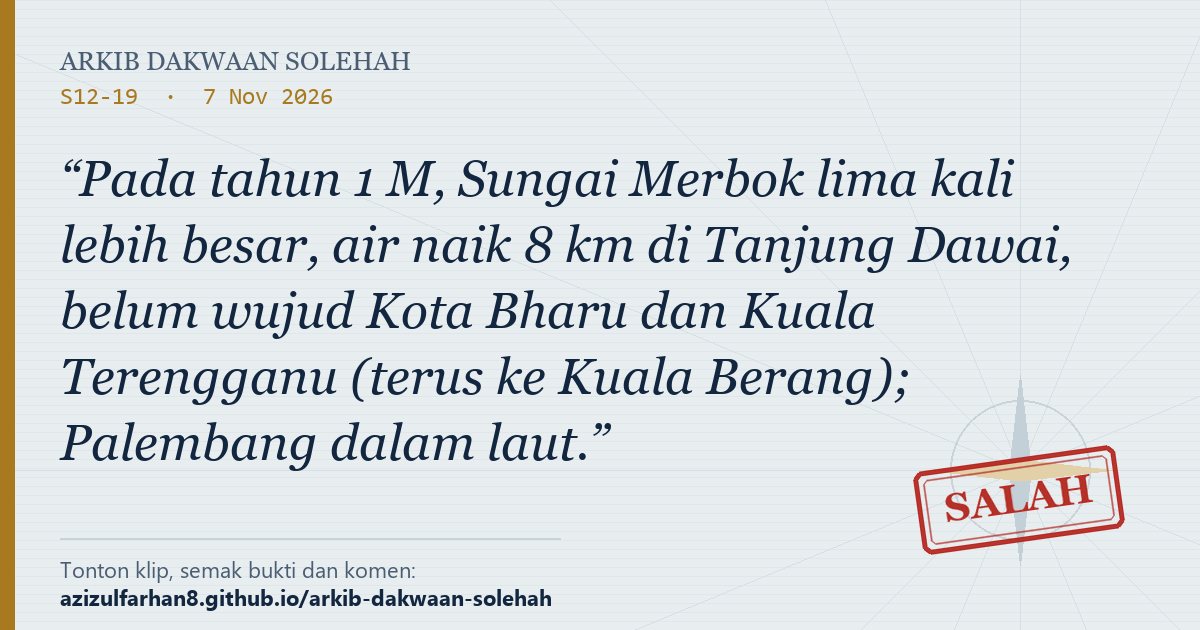 ARKIB DAKWAAN SOLEHAH
S12-19 · 7 Nov 2026
“Pada tahun 1 M, Sungai Merbok lima kali
lebih besar, air naik 8 km di Tanjung Dawai,
belum wujud Kota Bharu dan Kuala
Terengganu (terus ke Kuala Berang);
Palembang dalam laut.”
SALAH
Tonton klip, semak bukti dan komen:
azizulfarhan8.github.io/arkib-dakwaan-solehah